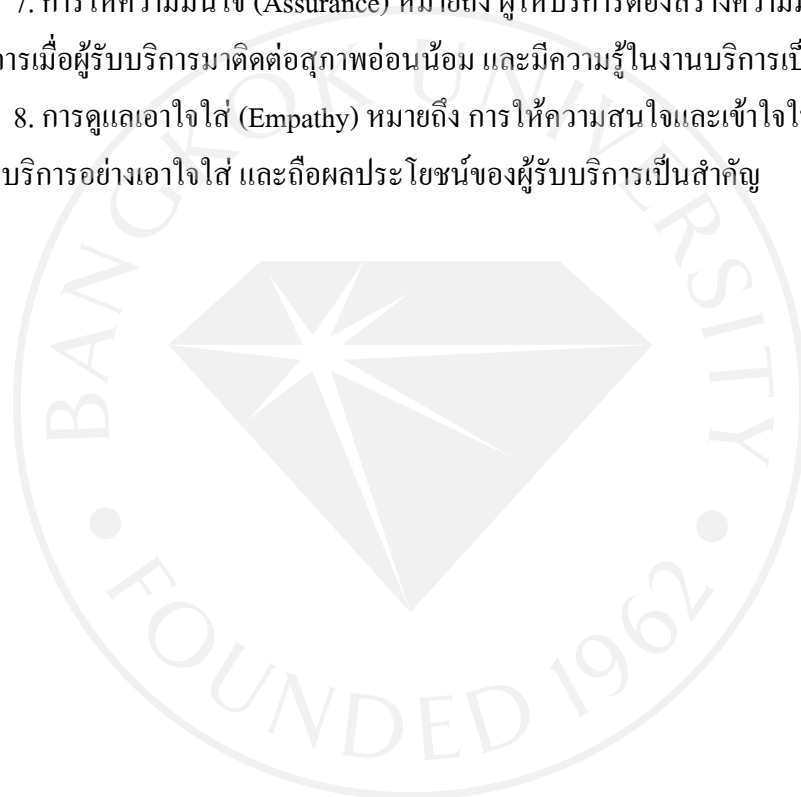 7. การให้ความมั่นใจ (Assurance) หมายถึง ผู้ให้บริการต้องสร้างความ
การเมื่อผู้รับบริการมาติดต่อสุภาพอ่อนน้อม และมีความรู้ในงานบริการ
8. การดูแลเอาใจใส่ (Empathy) หมายถึง การให้ความสนใจและเข้าใจ
บริการอย่างเอาใจใส่ และถือผลประโยชน์ของผู้รับบริการเป็นสำคัญ
BANGKOK UNIVERSITY
FOUNDED 1962